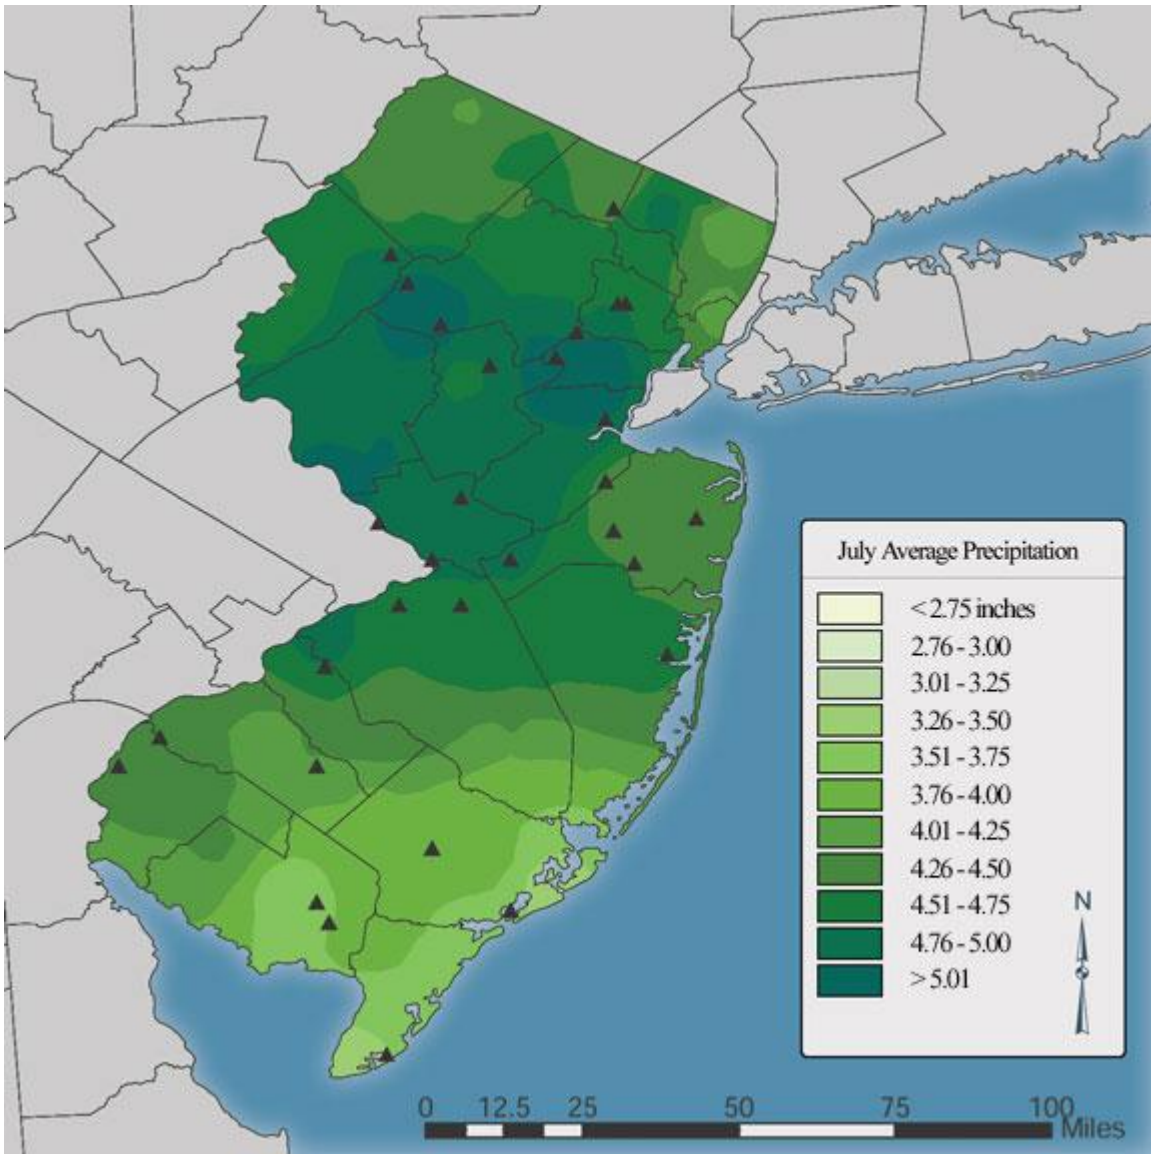 July Average Precipitation
< 2.75 inches
2.76 - 3.00
3.01 - 3.25
3.26 - 3.50
3.51 - 3.75
3.76 - 4.00
4.01 - 4.25
4.26 - 4.50
4.51 - 4.75
4.76 - 5.00
> 5.01
N
0 12.5 25 50 75 100
Miles